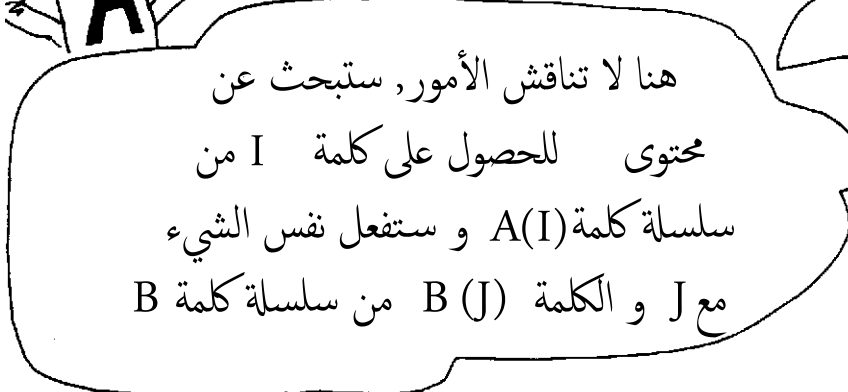 A
هنا لا تناقش الأمور, ستبحث عن
محتوى للحصول على كلمة I من
سلسلة كلمة A(I) و ستفعل نفس الشيء
مع J و الكلمة B (J) من سلسلة كلمة B